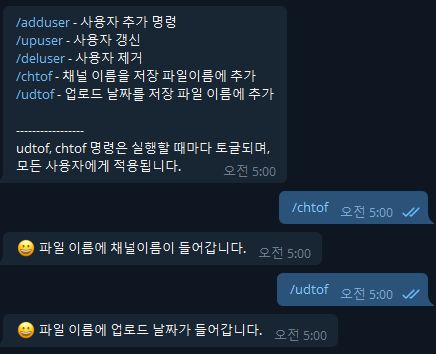 /adduser - 사용자 추가 명령
/upuser - 사용자 갱신
/deluser - 사용자 제거
/chtof - 채널 이름을 저장 파일이름에 추가
/udtof - 업로드 날짜를 저장 파일 이름에 추가
-----------------
udtof, chtof 명령은 실행할 때마다 토글되며,
모든 사용자에게 적용됩니다. 오전 5:00
/chtof 오전 5:00
😀 파일 이름에 채널이름이 들어갑니다. 오전 5:00
/udtof 오전 5:00
😀 파일 이름에 업로드 날짜가 들어갑니다. 오전 5:00